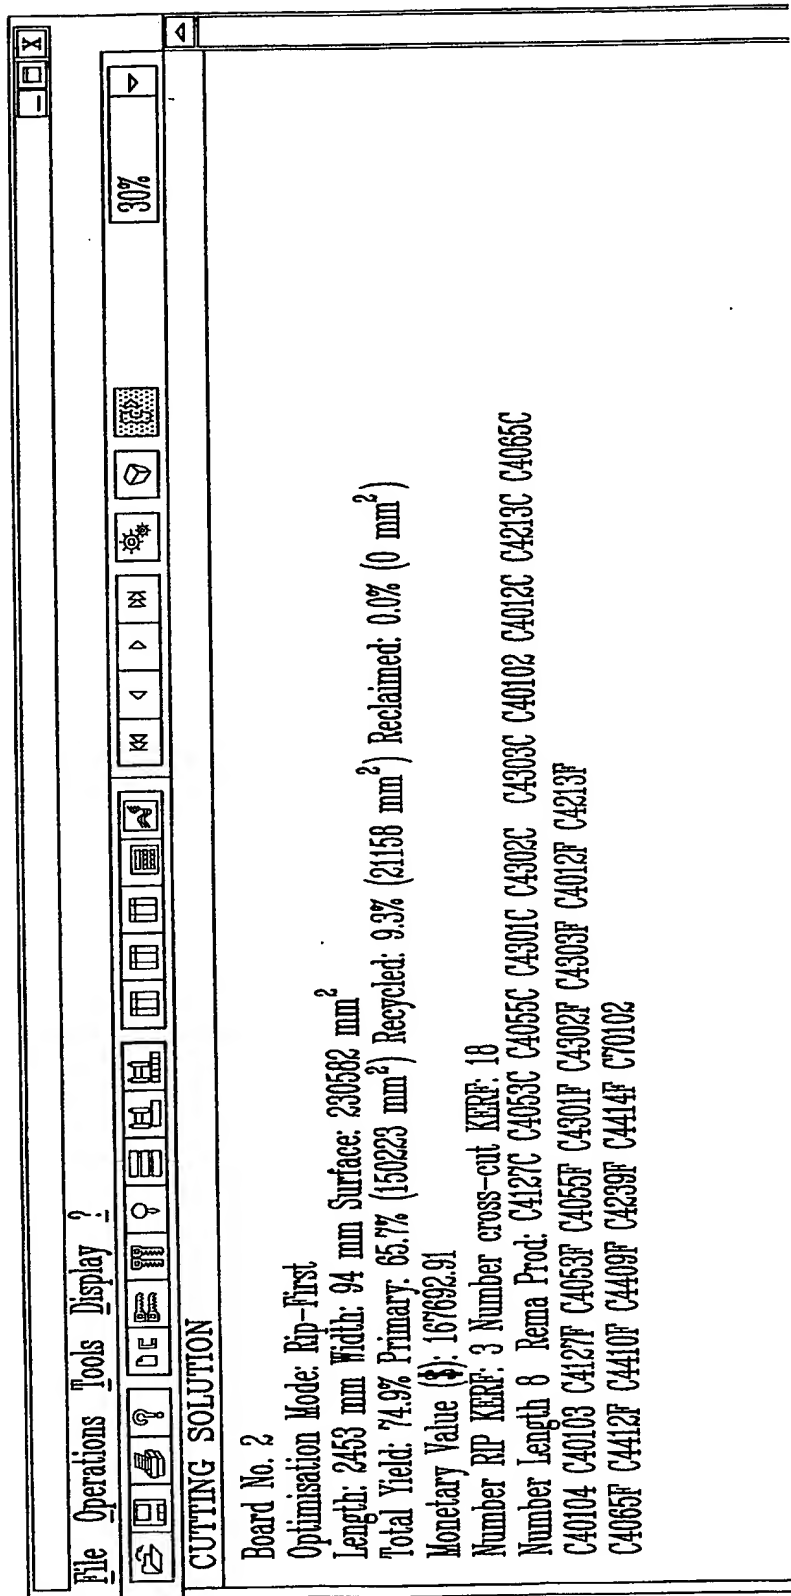 File Operations Tools Display ?
30%
CUTTING SOLUTION
Board No. 2
Optimisation Mode: Rip-First
Length: 2453 mm Width: 94 mm Surface: 230582 mm²
Total Yield: 74.9% Primary: 65.7% (150223 mm²) Recycled: 9.3% (21158 mm²) Reclaimed: 0.0% (0 mm²)
Monetary Value ($): 167692.91
Number RIP KERF: 3 Number cross-cut KERF: 18
Number Length 8 Rema Prod: C4127C C4053C C4055C C4301C C4302C C4303C C40102 C4012C C4213C C4065C
C40104 C40103 C4127F C4053F C4055F C4301F C4302F C4303F C4012F C4213F
C4065F C4412F C4410F C4409F C4239F C4414F C70102